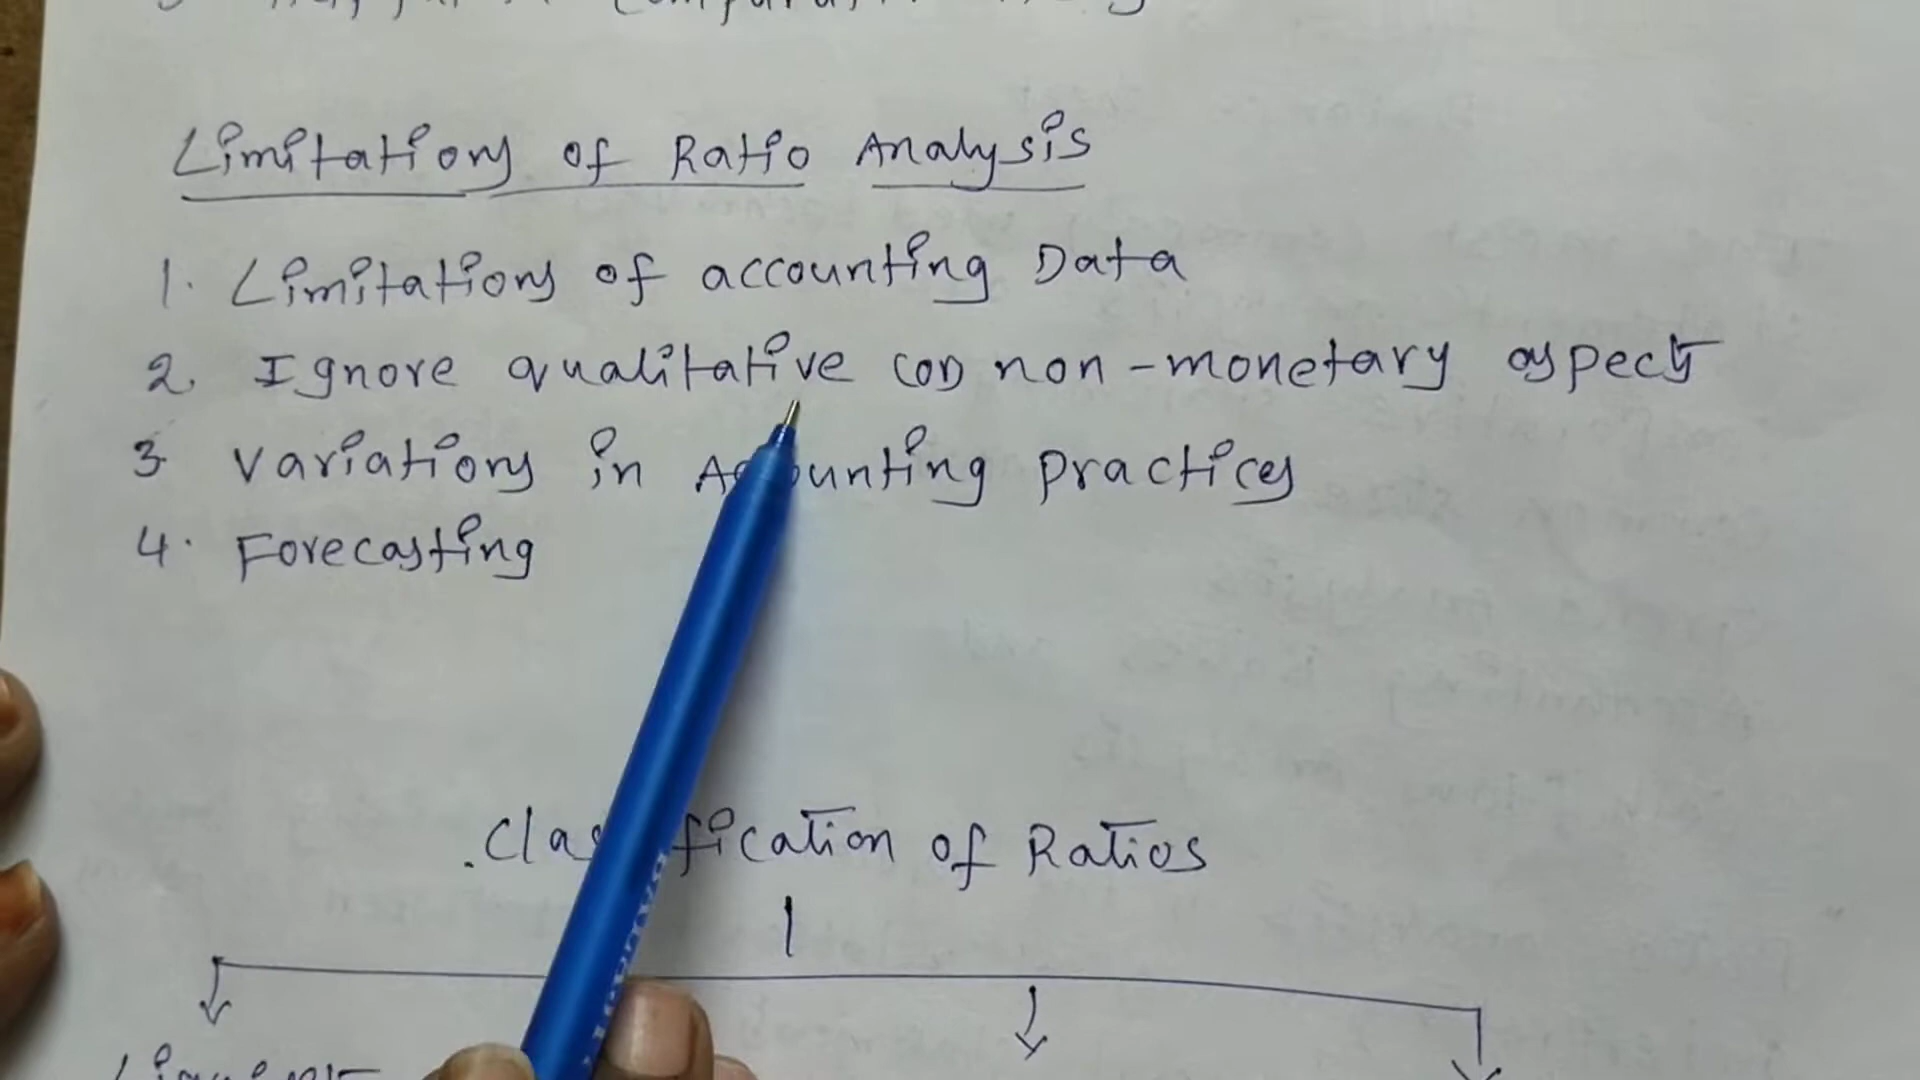 Limitations of Ratio Analysis
1. Limitations of accounting Data
2. Ignore qualitative (or) non-monetary aspects
3 Variations in Accounting practices
4. Forecasting
Classification of Ratios